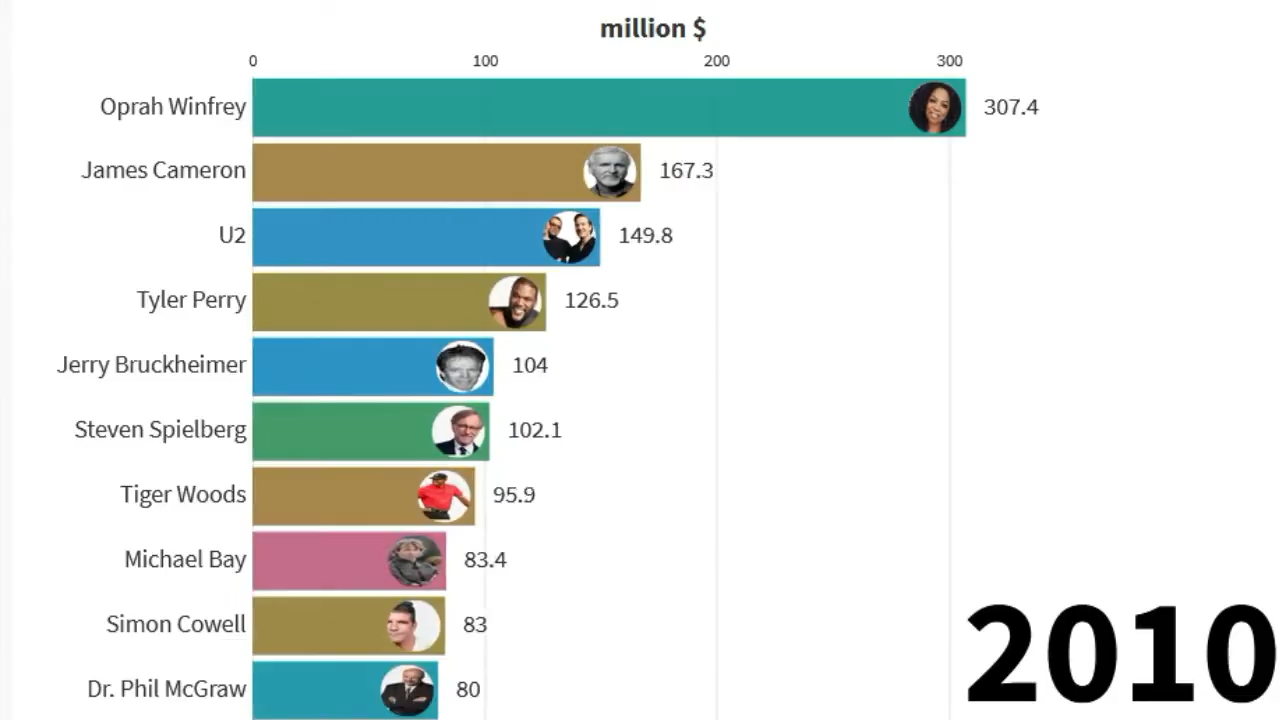 million $
0 100 200 300
Oprah Winfrey 307.4
James Cameron 167.3
U2 149.8
Tyler Perry 126.5
Jerry Bruckheimer 104
Steven Spielberg 102.1
Tiger Woods 95.9
Michael Bay 83.4
Simon Cowell 83
Dr. Phil McGraw 80
2010